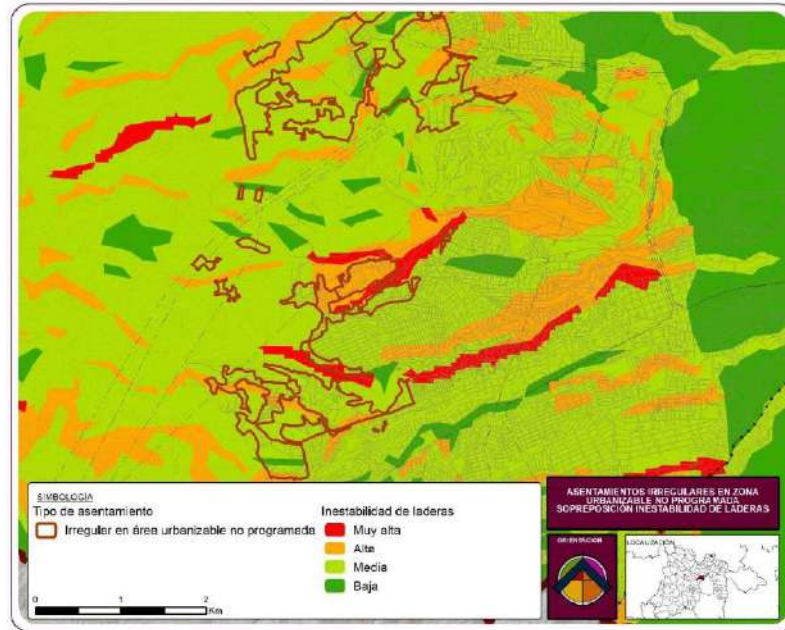 SIMBOLOGÍA
Tipo de asentamiento
Irregular en área urbanizable no programada
Inestabilidad de laderas
Muy alta
Alta
Media
Baja
0 1 2
Km
ASENTAMIENTOS IRREGULARES EN ZONA
URBANIZABLE NO PROGRAMADA
SOPREPOSICIÓN INESTABILIDAD DE LADERAS
ORIENTACIÓN
LOCALIZACIÓN